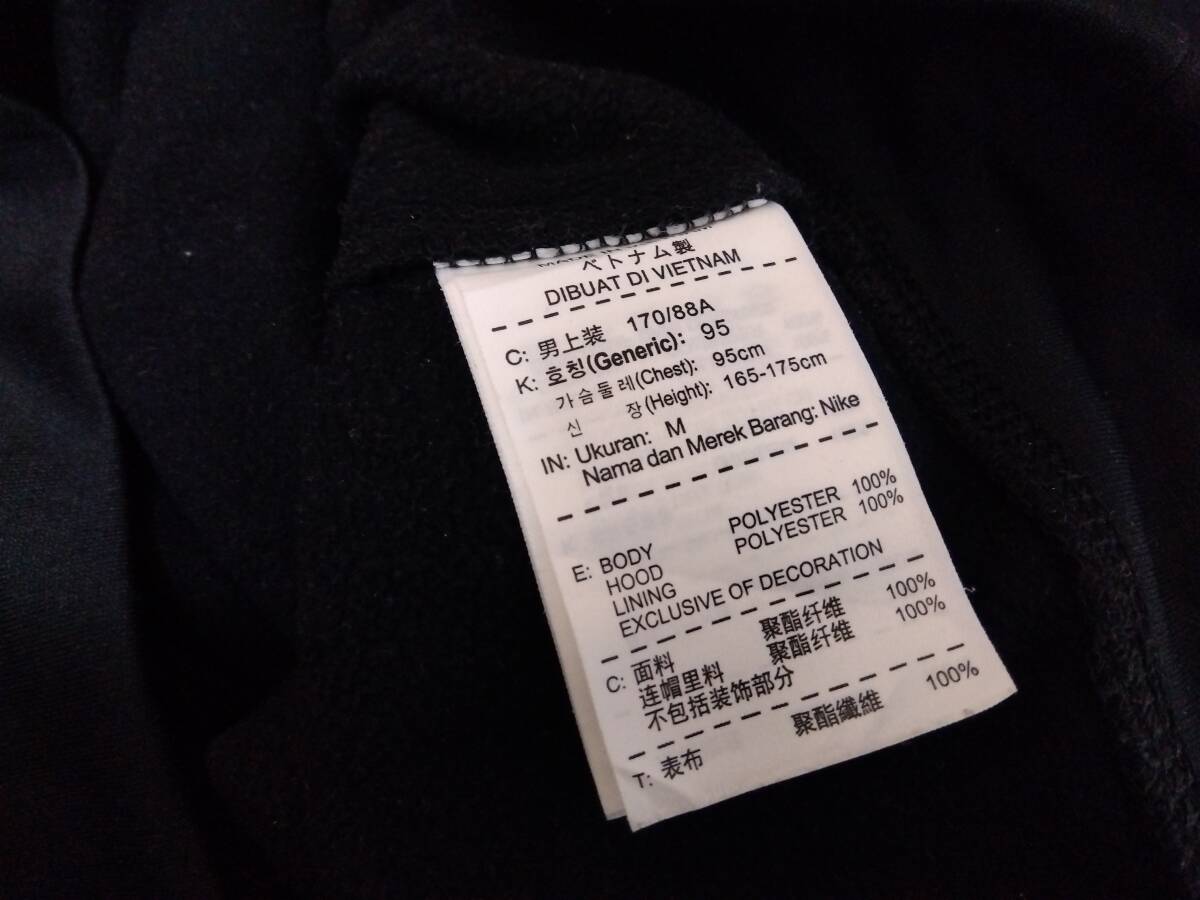 ベトナム製
DIBUAT DI VIETNAM
C: 男上装 170/88A
K: 호칭(Generic): 95
가슴둘레(Chest): 95cm
신 장(Height): 165-175cm
IN: Ukuran: M
Nama dan Merek Barang: Nike
E: BODY POLYESTER 100%
HOOD POLYESTER 100%
LINING
EXCLUSIVE OF DECORATION
C: 面料 聚酯纤维 100%
连帽里料 聚酯纤维 100%
不包括装饰部分
T: 表布 聚酯纖維 100%